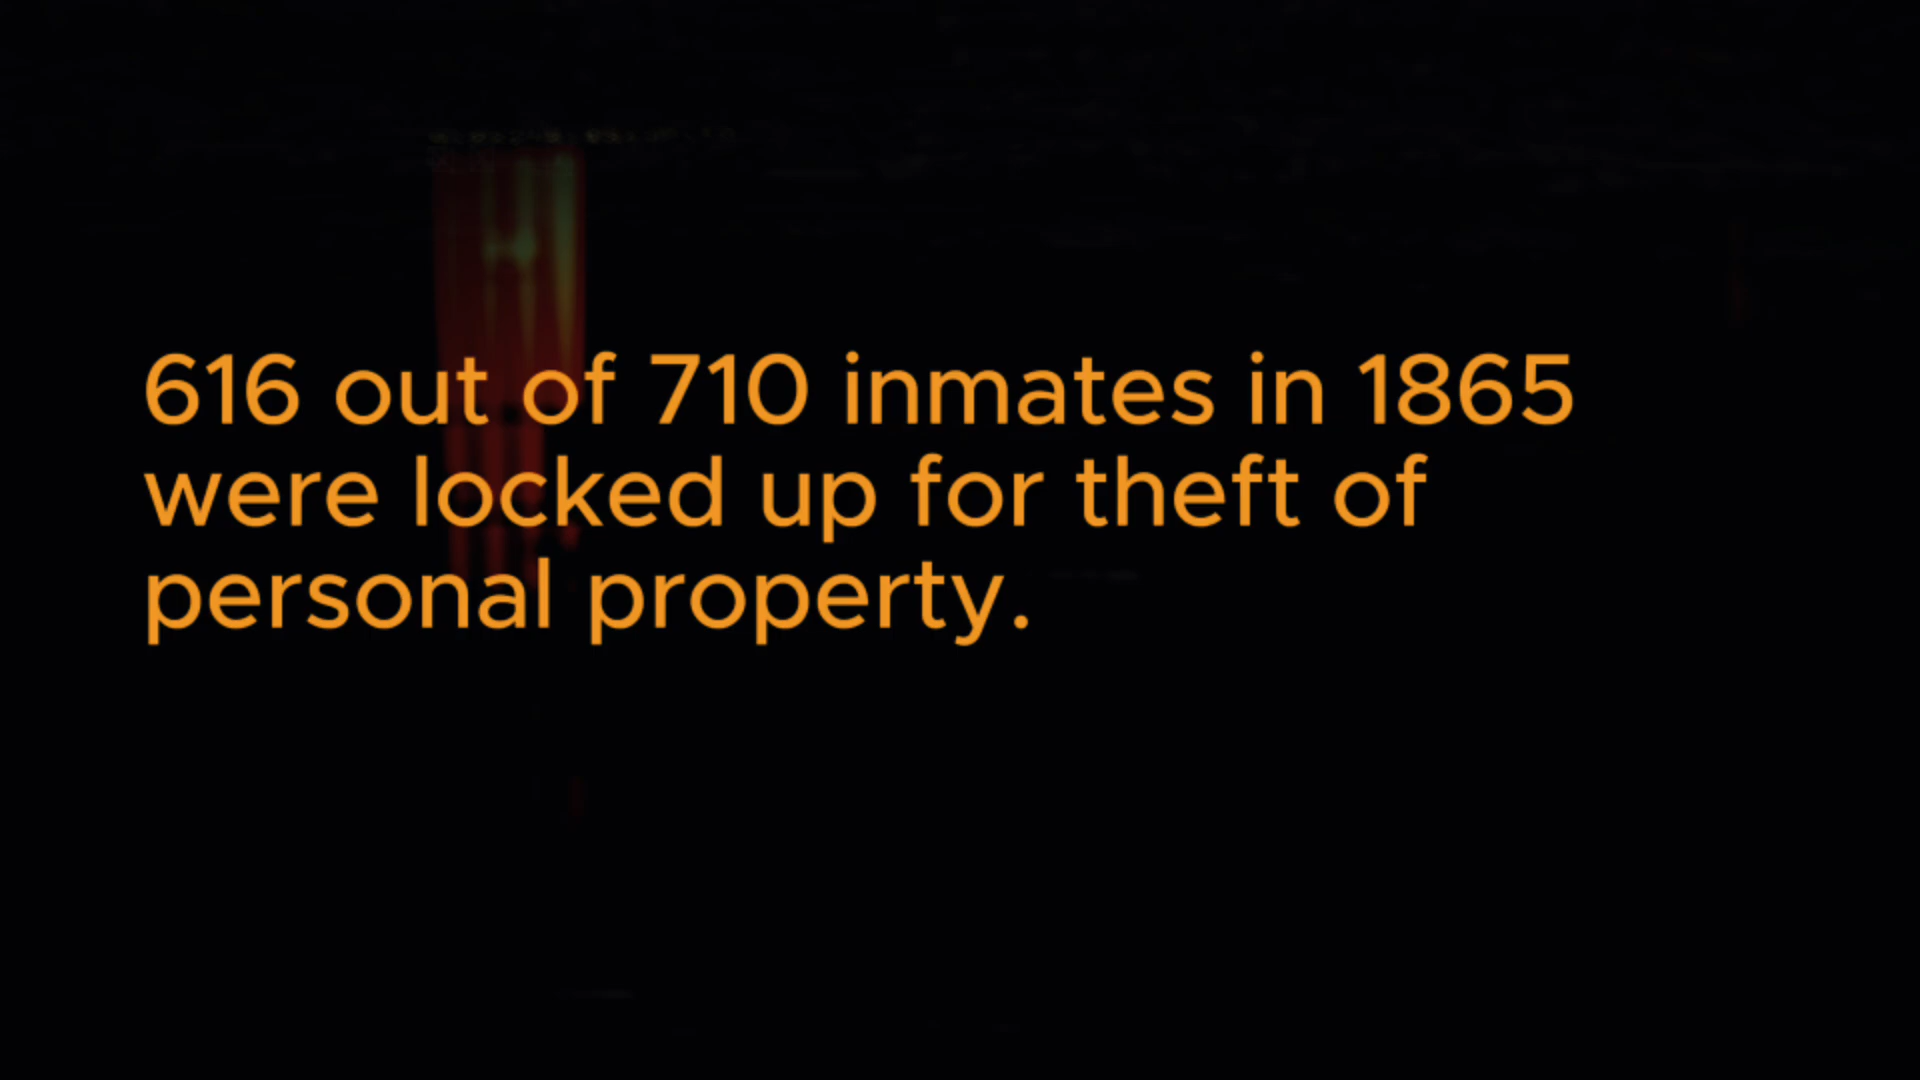 616 out of 710 inmates in 1865
were locked up for theft of
personal property.